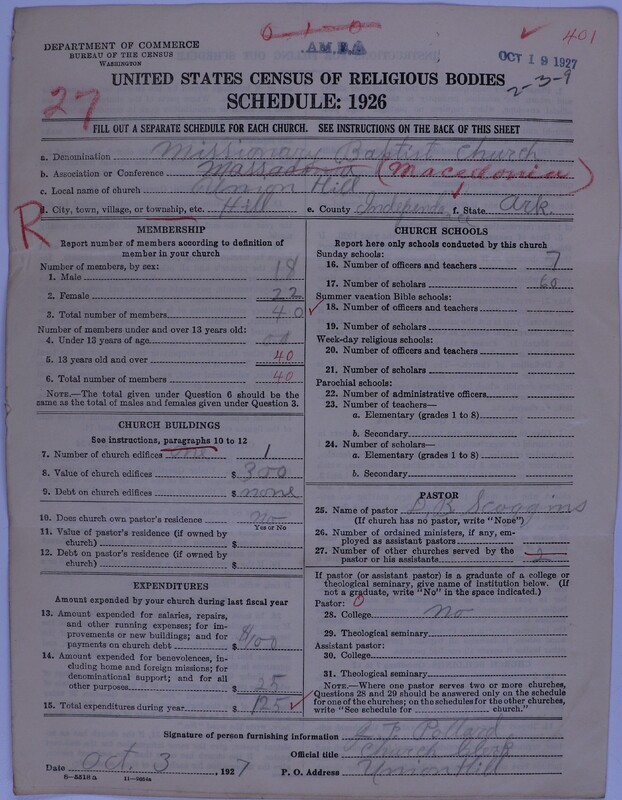 0-1-0
401
DEPARTMENT OF COMMERCE
BUREAU OF THE CENSUS
WASHINGTON
A.M.B.A
OCT 19 1927
2-3-9
UNITED STATES CENSUS OF RELIGIOUS BODIES
27
SCHEDULE: 1926
FILL OUT A SEPARATE SCHEDULE FOR EACH CHURCH. SEE INSTRUCTIONS ON THE BACK OF THIS SHEET
a. Denomination Missionary Baptist Church
b. Association or Conference (Macedonia)
c. Local name of church Union Hill
d. City, town, village, or township, etc. Hill e. County Independ f. State Ark.
R
MEMBERSHIP
Report number of members according to definition of
member in your church
Number of members, by sex:
1. Male 18
2. Female 22
3. Total number of members 40
Number of members under and over 13 years old:
4. Under 13 years of age
5. 13 years old and over 40
6. Total number of members 40
NOTE.—The total given under Question 6 should be the
same as the total of males and females given under Question 3.
CHURCH BUILDINGS
See instructions, paragraphs 10 to 12
7. Number of church edifices one 1
8. Value of church edifices $ 300
9. Debt on church edifices $ none
10. Does church own pastor's residence No
Yes or No
11. Value of pastor's residence (if owned by
church) $
12. Debt on pastor's residence (if owned by
church) $
EXPENDITURES
Amount expended by your church during last fiscal year
13. Amount expended for salaries, repairs,
and other running expenses; for im-
provements or new buildings; and for
payments on church debt $100
14. Amount expended for benevolences, in-
cluding home and foreign missions; for
denominational support; and for all
other purposes $ 25
15. Total expenditures during year $ 125
CHURCH SCHOOLS
Report here only schools conducted by this church
Sunday schools:
16. Number of officers and teachers 7
17. Number of scholars 60
Summer vacation Bible schools:
18. Number of officers and teachers
19. Number of scholars
Week-day religious schools:
20. Number of officers and teachers
21. Number of scholars
Parochial schools:
22. Number of administrative officers
23. Number of teachers—
a. Elementary (grades 1 to 8)
b. Secondary
24. Number of scholars—
a. Elementary (grades 1 to 8)
b. Secondary
PASTOR
25. Name of pastor Scoggins
(If church has no pastor, write "None")
26. Number of ordained ministers, if any, em-
ployed as assistant pastors
27. Number of other churches served by the
pastor or his assistants 2
If pastor (or assistant pastor) is a graduate of a college or
theological seminary, give name of institution below. (If
not a graduate, write "No" in the space indicated.)
Pastor: 0
28. College No
29. Theological seminary
Assistant pastor:
30. College
31. Theological seminary
NOTE.—Where one pastor serves two or more churches,
Questions 28 and 29 should be answered only on the schedule
for one of the churches; on the schedules for the other churches,
write "See schedule for church."
Signature of person furnishing information Pollard
Official title Church Clerk
Date Oct. 3, 1927 P. O. Address Union Hill
8-5518a 11-9064a